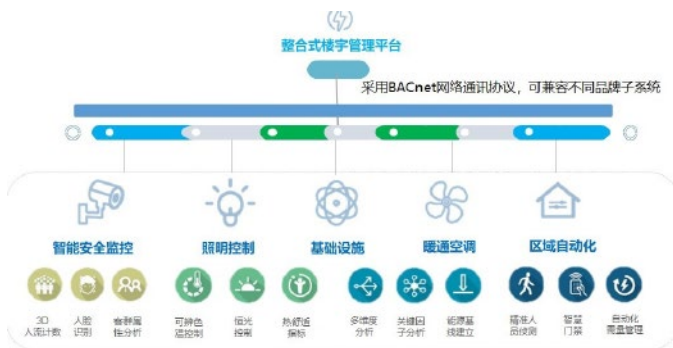 整合式楼宇管理平台
采用BACnet网络通讯协议，可兼容不同品牌子系统
智能安全监控
照明控制
基础设施
暖通空调
区域自动化
3D
人流计数
人脸
识别
客群属
性分析
可辨色
温控制
恒光
控制
热舒适
指标
多维度
分析
关键因
子分析
能源基
线建立
精准人
员侦测
智慧
门禁
自动化
需量管理